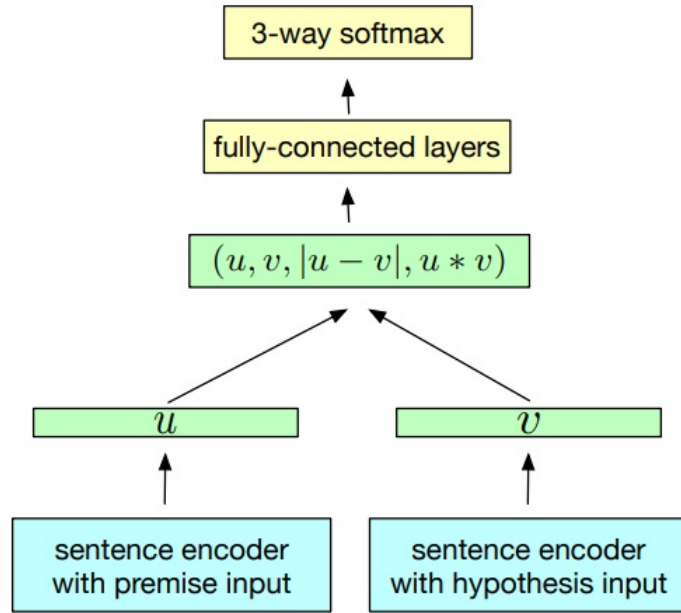 3-way softmax
fully-connected layers
(u, v, |u − v|, u ∗ v)
u
v
sentence encoder
with premise input
sentence encoder
with hypothesis input